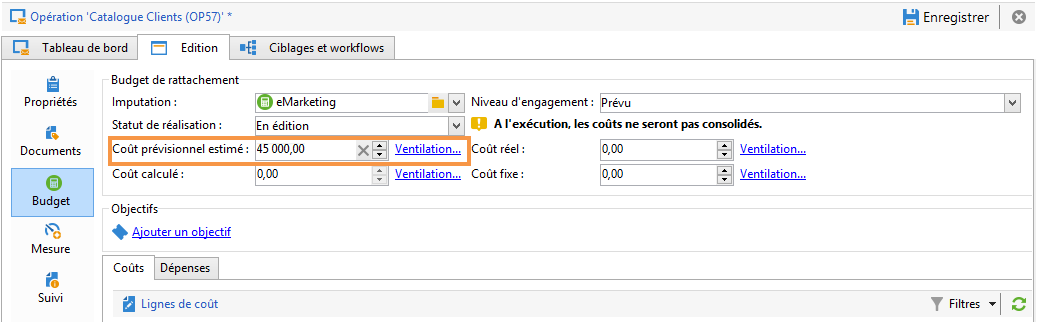 Opération 'Catalogue Clients (OP57)' *
Enregistrer
Tableau de bord
Edition
Ciblages et workflows
Propriétés
Documents
Budget
Mesure
Suivi
Budget de rattachement
Imputation :
eMarketing
Niveau d'engagement :
Prévu
Statut de réalisation :
En édition
A l'exécution, les coûts ne seront pas consolidés.
Coût prévisionnel estimé :
45 000,00
Ventilation...
Coût réel :
0,00
Ventilation...
Coût calculé :
0,00
Ventilation...
Coût fixe :
0,00
Ventilation...
Objectifs
Ajouter un objectif
Coûts
Dépenses
Lignes de coût
Filtres